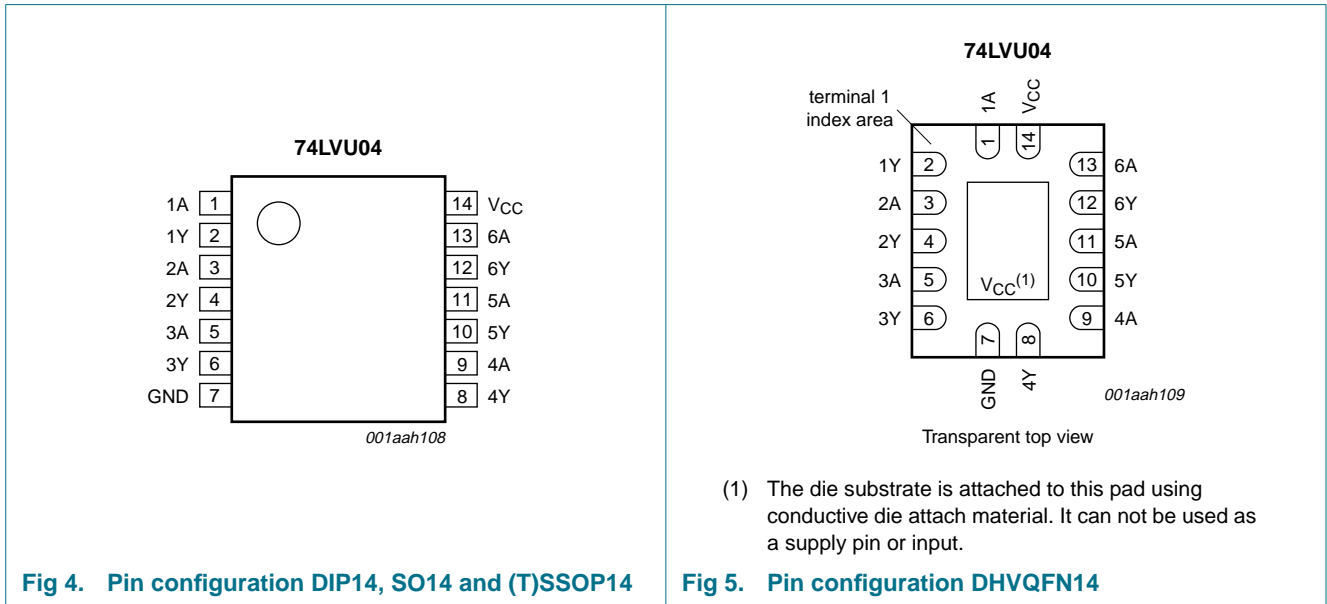 74LVU04
1A 1 14 VCC
1Y 2 13 6A
2A 3 12 6Y
2Y 4 11 5A
3A 5 10 5Y
3Y 6 9 4A
GND 7 8 4Y
001aah108
Fig 4. Pin configuration DIP14, SO14 and (T)SSOP14
74LVU04
terminal 1
index area
1A VCC
1 14
1Y 2 13 6A
2A 3 12 6Y
2Y 4 11 5A
3A 5 VCC(1) 10 5Y
3Y 6 9 4A
7 8
GND 4Y
001aah109
Transparent top view
(1) The die substrate is attached to this pad using
conductive die attach material. It can not be used as
a supply pin or input.
Fig 5. Pin configuration DHVQFN14